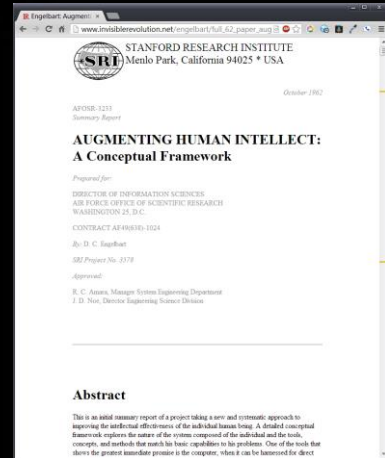 Engelbart: Augmenti
www.invisiblerevolution.net/engelbart/full_62_paper_aug
STANFORD RESEARCH INSTITUTE
SRI
Menlo Park, California 94025 * USA
October 1962
AFOSR-3233
Summary Report
AUGMENTING HUMAN INTELLECT:
A Conceptual Framework
Prepared for:
DIRECTOR OF INFORMATION SCIENCES
AIR FORCE OFFICE OF SCIENTIFIC RESEARCH
WASHINGTON 25, D.C.
CONTRACT AF49(638)-1024
By: D. C. Engelbart
SRI Project No. 3578
Approved:
R. C. Amara, Manager System Engineering Department
J. D. Noe, Director Engineering Science Division
Abstract
This is an initial summary report of a project taking a new and systematic approach to
improving the intellectual effectiveness of the individual human being. A detailed conceptual
framework explores the nature of the system composed of the individual and the tools,
concepts, and methods that match his basic capabilities to his problems. One of the tools that
shows the greatest immediate promise is the computer, when it can be harnessed for direct